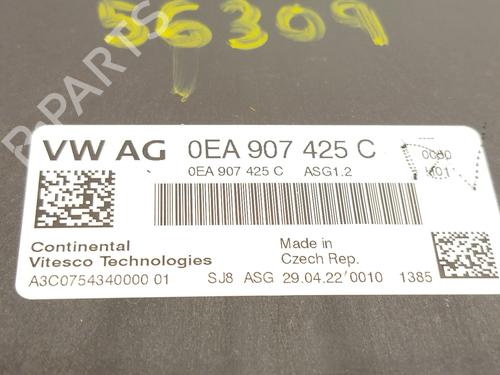 56309
B-PARTS
VW AG 0EA 907 425 C
0EA 907 425 C ASG1.2
0000
H01
Continental
Vitesco Technologies
Made in
Czech Rep.
A3C0754340000 01 SJ8 ASG 29.04.22 0010 1385